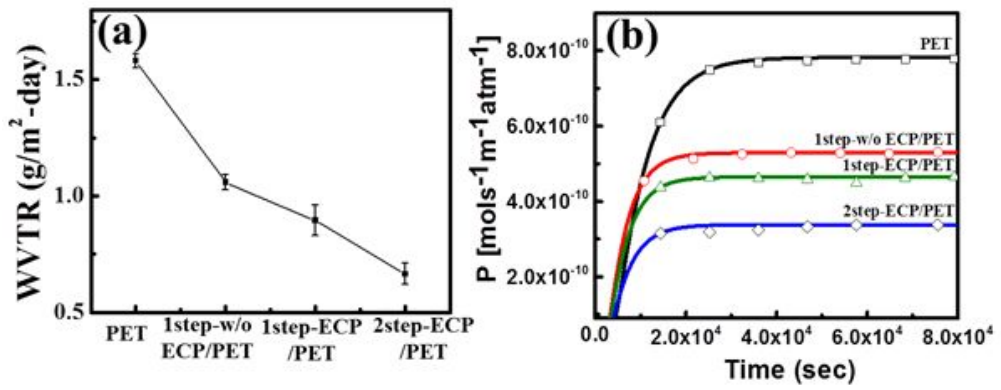 (a)
WVTR (g/m²-day)
1.5
1.0
0.5
PET
1step-w/o
ECP/PET
1step-ECP
/PET
2step-ECP
/PET
(b)
P [mols⁻¹m⁻¹atm⁻¹]
8.0x10⁻¹⁰
6.0x10⁻¹⁰
4.0x10⁻¹⁰
2.0x10⁻¹⁰
PET
1step-w/o ECP/PET
1step-ECP/PET
2step-ECP/PET
0.0
2.0x10⁴
4.0x10⁴
6.0x10⁴
8.0x10⁴
Time (sec)